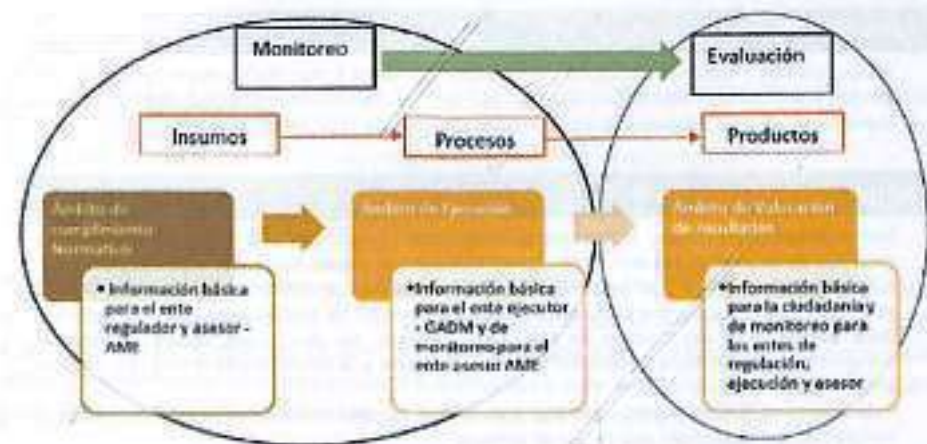 Monitoreo
Evaluación
Insumos
Procesos
Productos
Ámbito de
cumplimiento
Normativo
Ámbito de Ejecución
Ámbito de Valoración
de resultados
• Información básica
para el ente
regulador y asesor -
AME
•Información básica
para el ente ejecutor
- GADM y de
monitoreo para el
ente asesor AME
•Información básica
para la ciudadanía y
de monitoreo para
los entes de
regulación,
ejecución y asesor